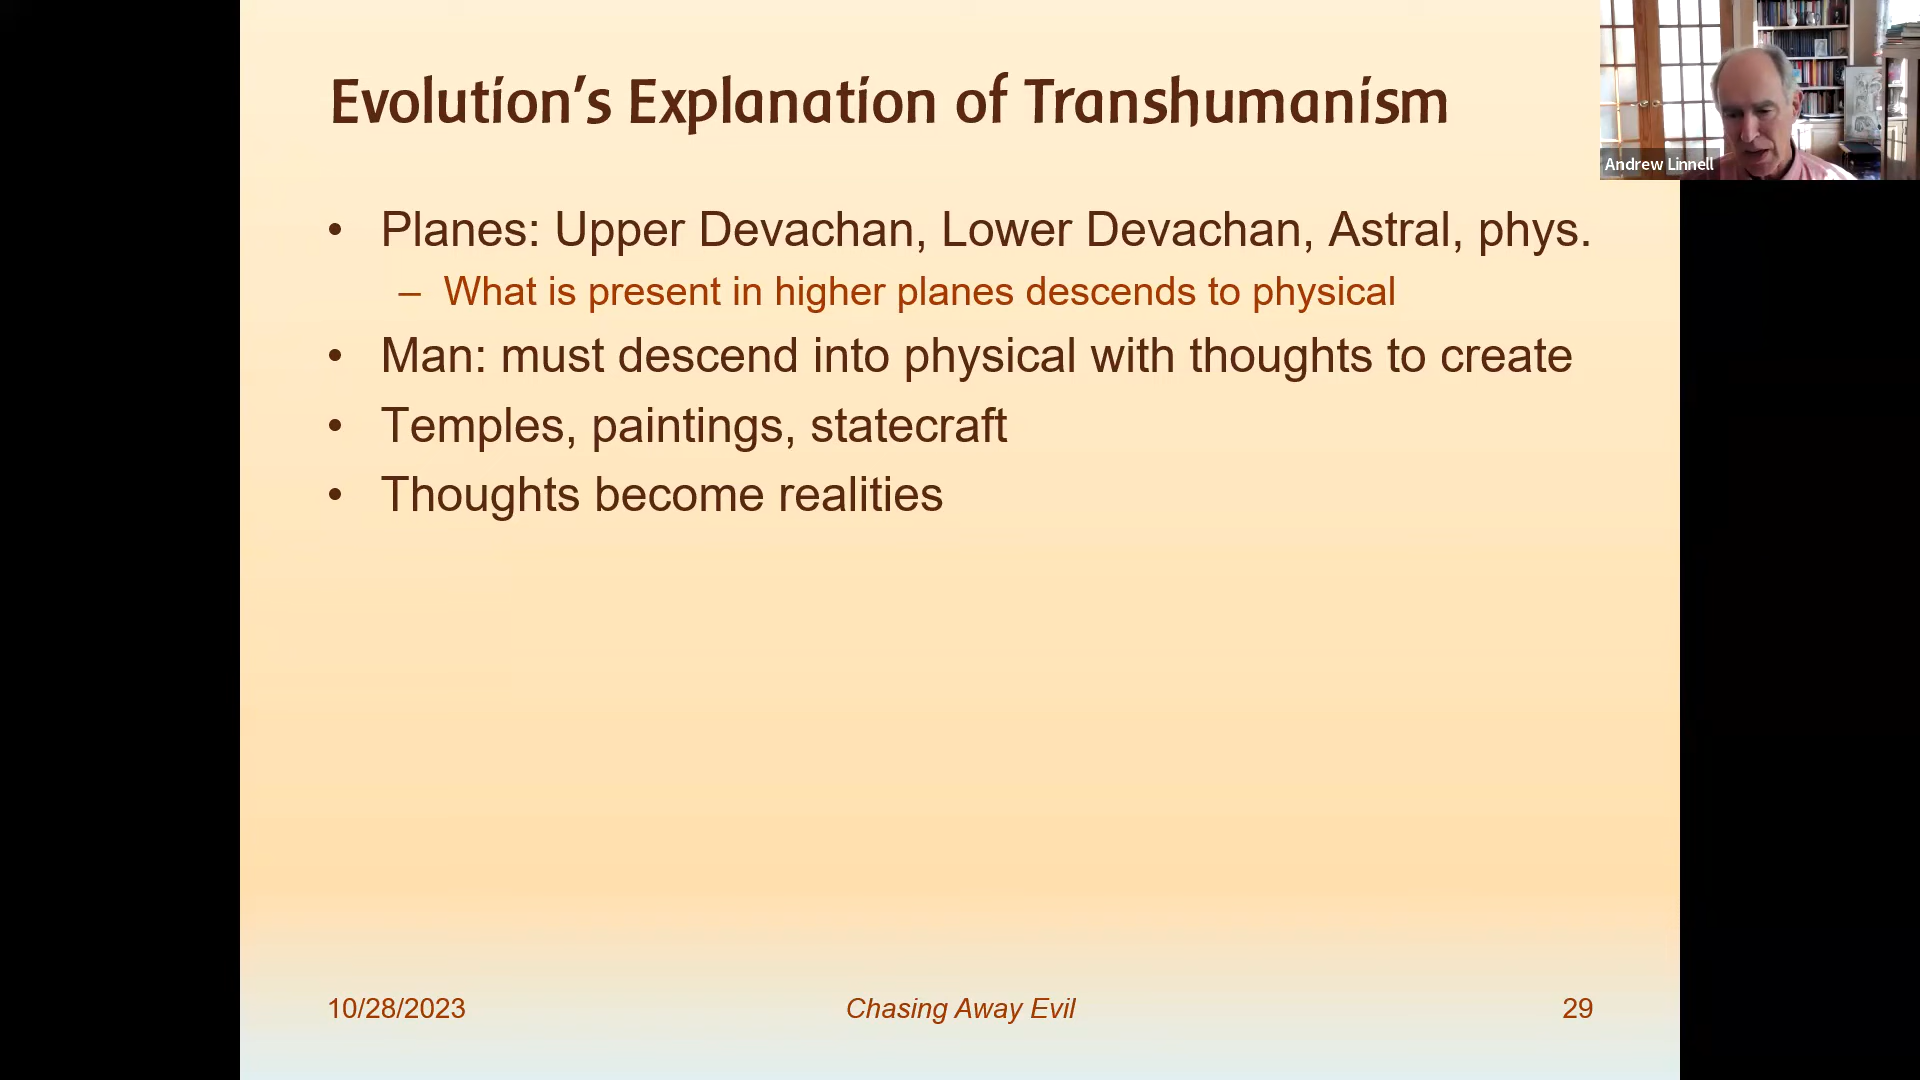 Evolution's Explanation of Transhumanism
Andrew Linnell
• Planes: Upper Devachan, Lower Devachan, Astral, phys.
– What is present in higher planes descends to physical
• Man: must descend into physical with thoughts to create
• Temples, paintings, statecraft
• Thoughts become realities
10/28/2023
Chasing Away Evil
29